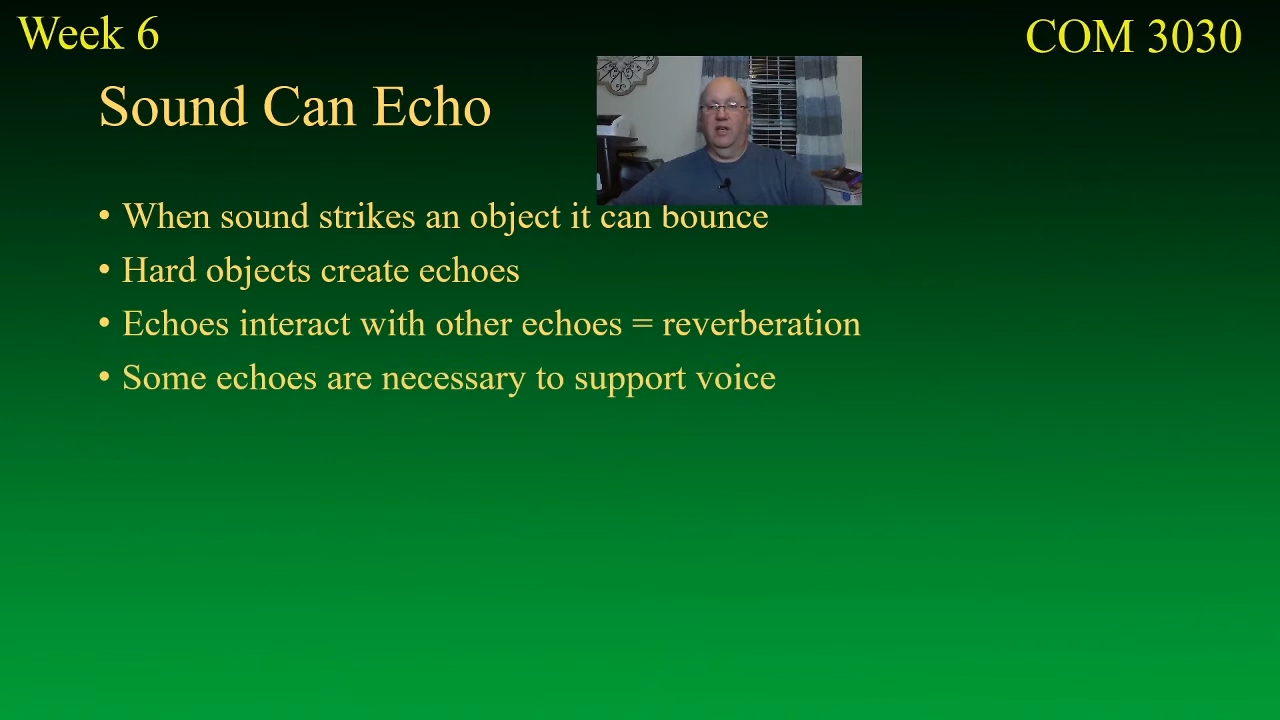 Week 6
COM 3030
Sound Can Echo
• When sound strikes an object it can bounce
• Hard objects create echoes
• Echoes interact with other echoes = reverberation
• Some echoes are necessary to support voice